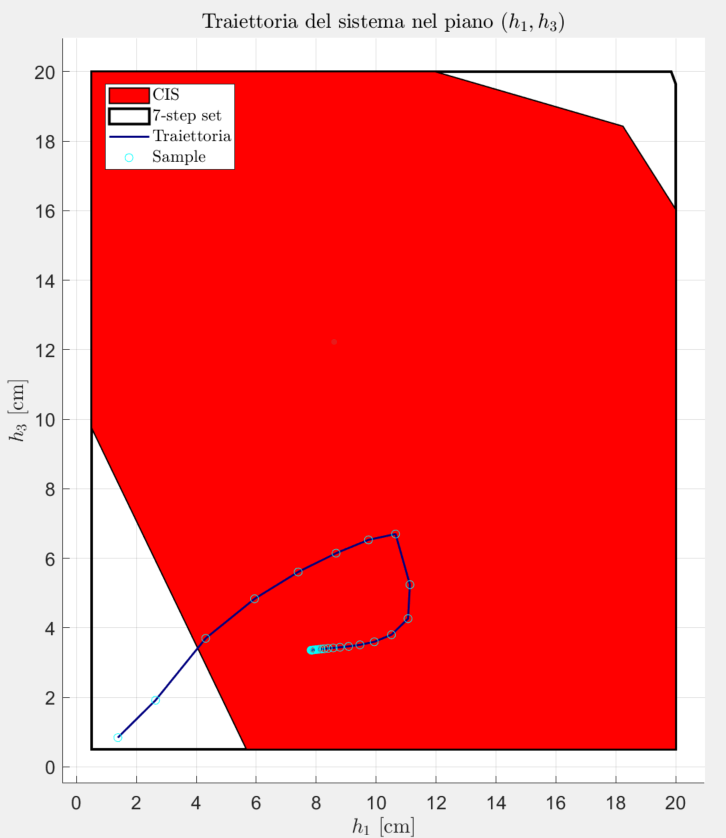 Traiettoria del sistema nel piano (h₁, h₃)
CIS
7-step set
Traiettoria
Sample
h₃ [cm]
20
18
16
14
12
10
8
6
4
2
0
0 2 4 6 8 10 12 14 16 18 20
h₁ [cm]